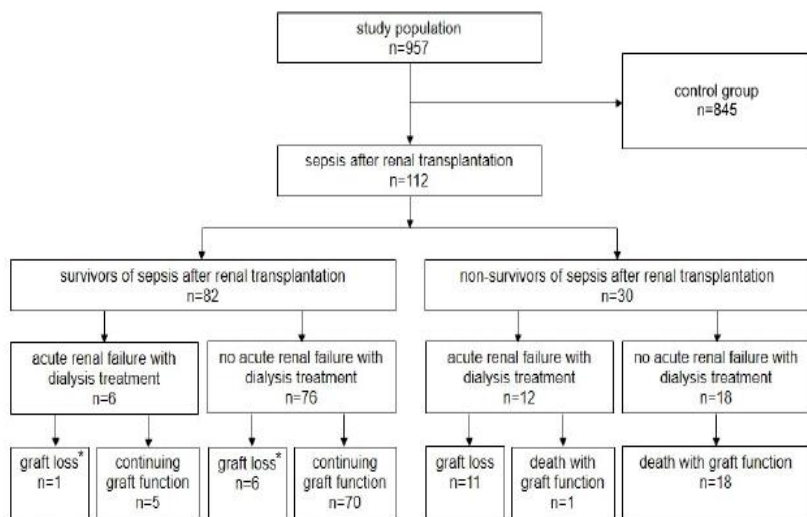 study population
n=957
control group
n=845
sepsis after renal transplantation
n=112
survivors of sepsis after renal transplantation
n=82
non-survivors of sepsis after renal transplantation
n=30
acute renal failure with
dialysis treatment
n=6
no acute renal failure with
dialysis treatment
n=76
acute renal failure with
dialysis treatment
n=12
no acute renal failure with
dialysis treatment
n=18
graft loss*
n=1
continuing
graft function
n=5
graft loss*
n=6
continuing
graft function
n=70
graft loss
n=11
death with
graft function
n=1
death with graft function
n=18